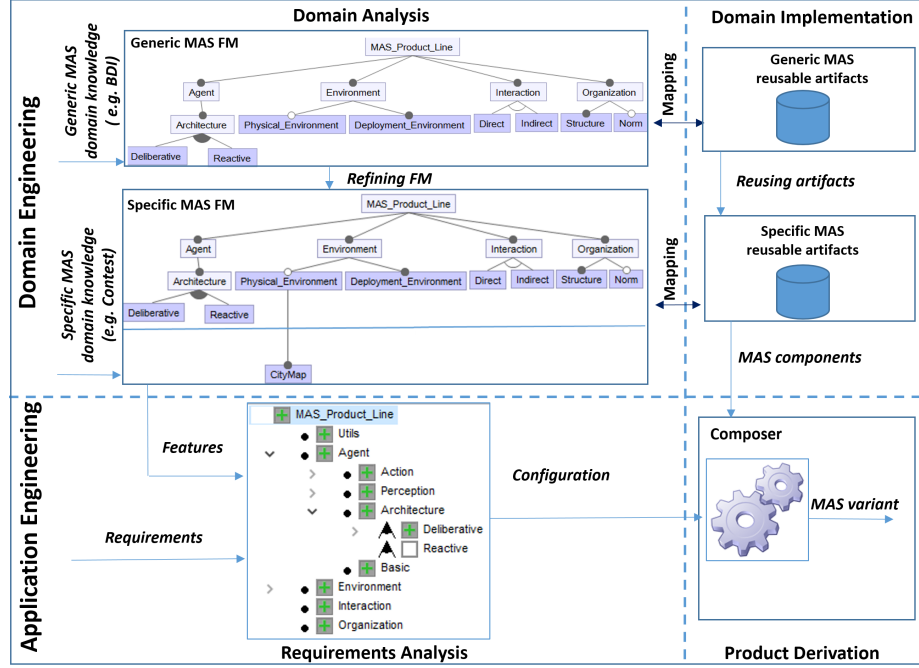 Domain Analysis
Domain Implementation
Domain Engineering
Generic MAS
domain knowledge
(e.g. BDI)
Generic MAS FM
MAS_Product_Line
Agent
Environment
Interaction
Organization
Architecture
Physical_Environment
Deployment_Environment
Direct
Indirect
Structure
Norm
Deliberative
Reactive
Mapping
Generic MAS
reusable artifacts
Refining FM
Reusing artifacts
Specific MAS
domain knowledge
(e.g. Contest)
Specific MAS FM
MAS_Product_Line
Agent
Environment
Interaction
Organization
Architecture
Physical_Environment
Deployment_Environment
Direct
Indirect
Structure
Norm
Deliberative
Reactive
CityMap
Mapping
Specific MAS
reusable artifacts
MAS components
Application Engineering
Features
Requirements
MAS_Product_Line
Utils
Agent
Action
Perception
Architecture
Deliberative
Reactive
Basic
Environment
Interaction
Organization
Configuration
Composer
MAS variant
Requirements Analysis
Product Derivation